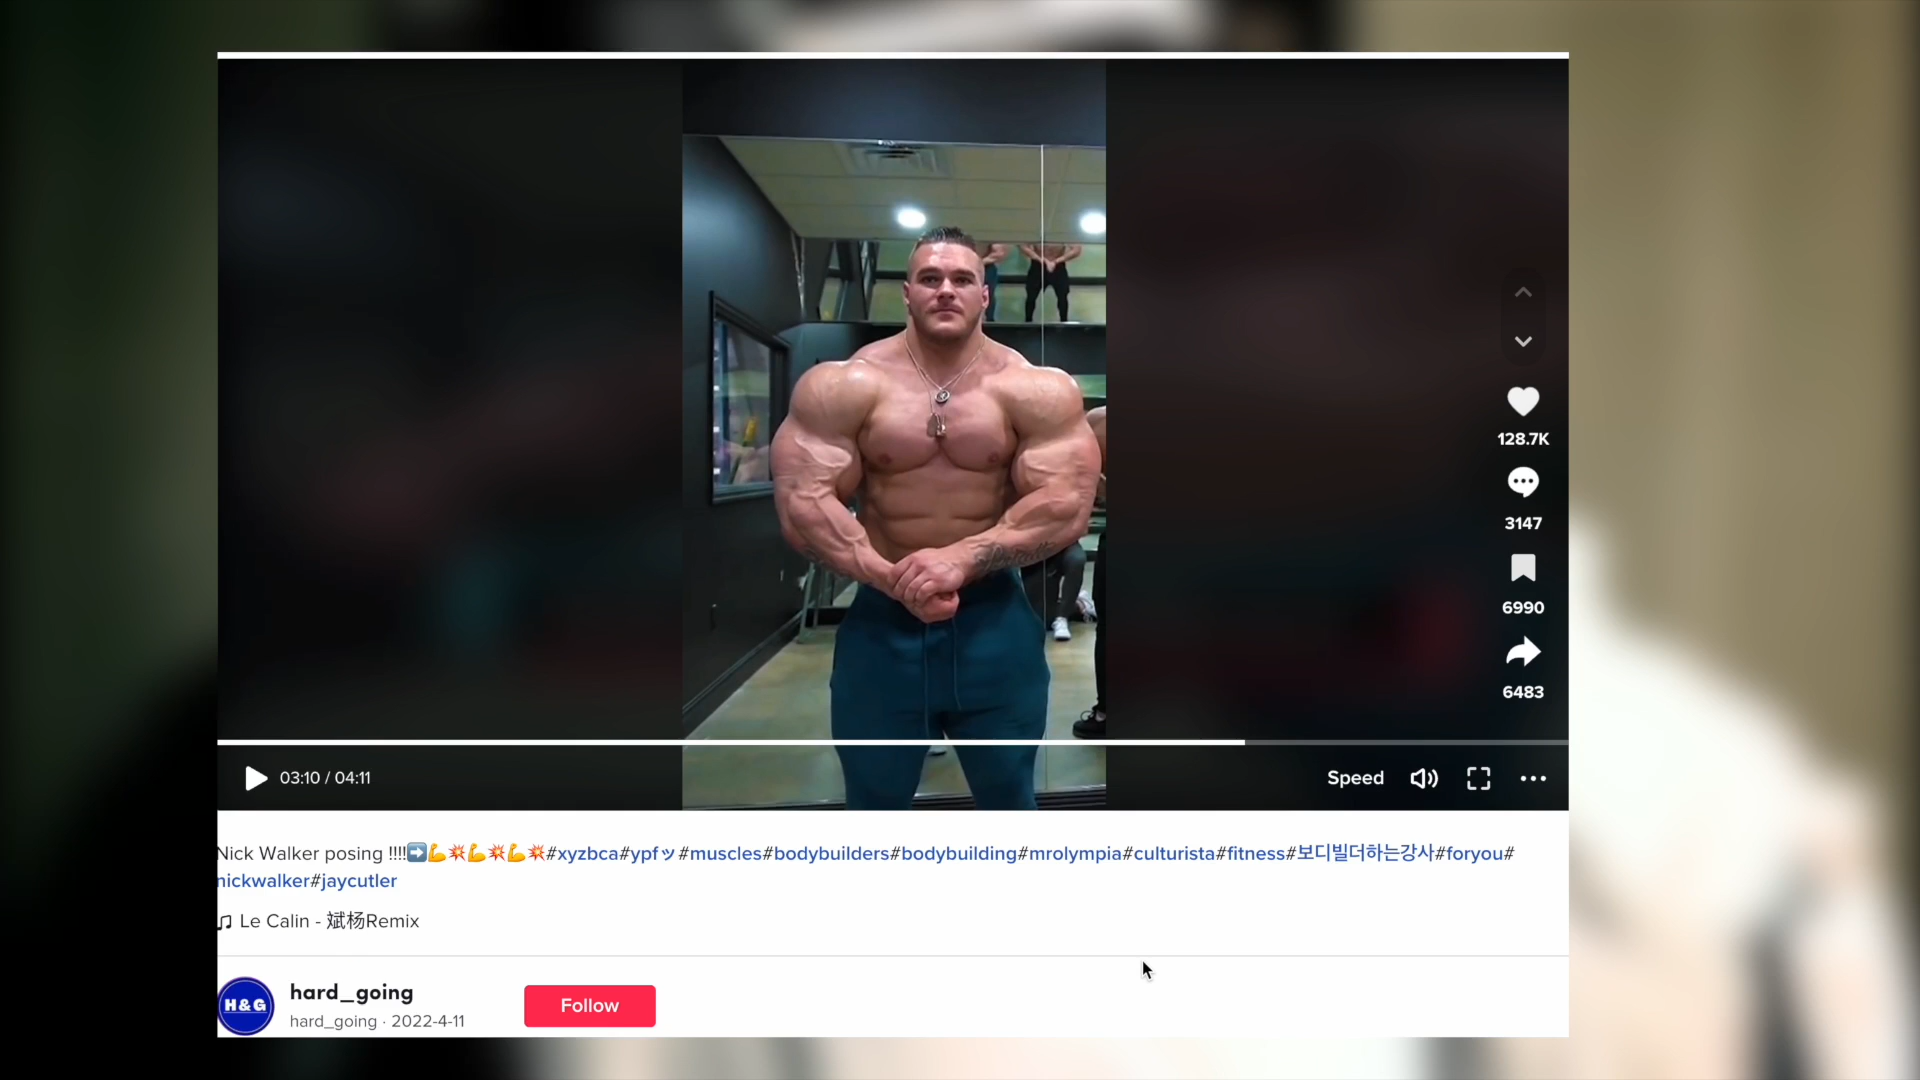 128.7K
3147
6990
6483
03:10 / 04:11
Speed
Nick Walker posing !!!!➡️💪💥💪💥💪💥#xyzbca#ypfッ#muscles#bodybuilders#bodybuilding#mrolympia#culturista#fitness#보디빌더하는강사#foryou#
nickwalker#jaycutler
Le Calin - 斌杨Remix
H&G
hard_going
hard_going · 2022-4-11
Follow